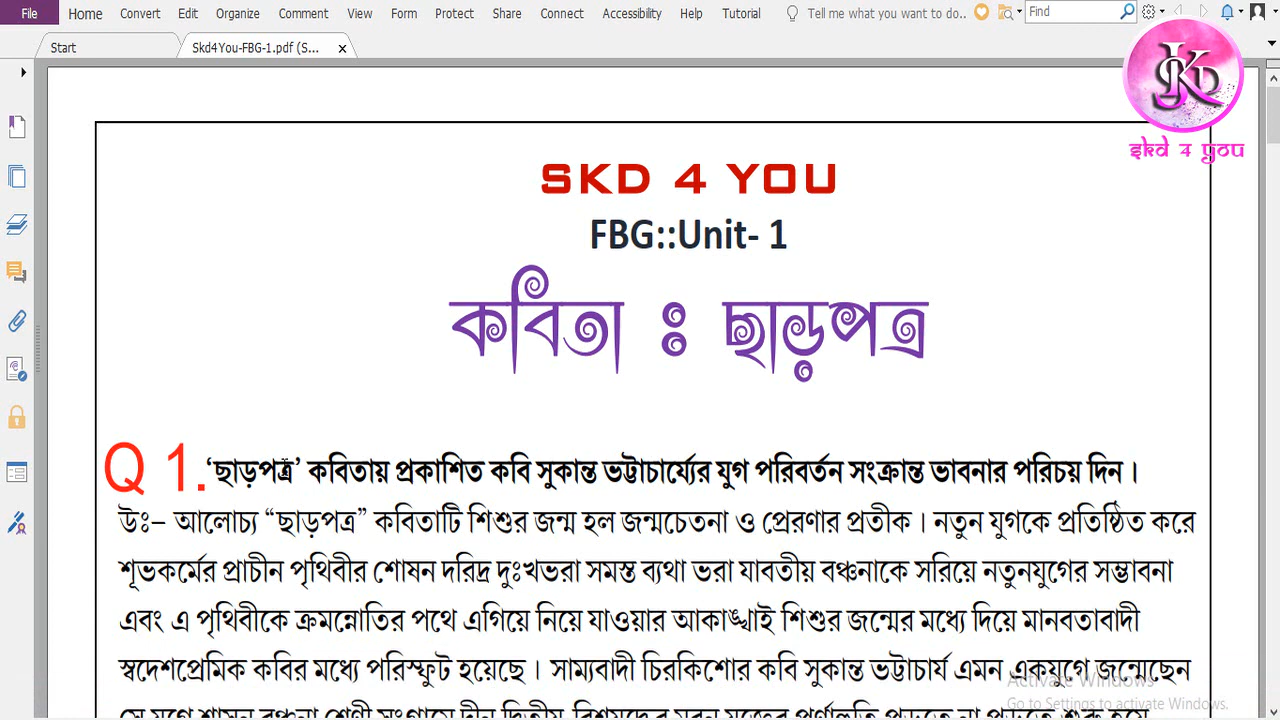 File Home Convert Edit Organize Comment View Form Protect Share Connect Accessibility Help Tutorial Tell me what you want to do.. Find
Start Skd4You-FBG-1.pdf (S...
SKD
skd 4 you
SKD 4 YOU
FBG::Unit- 1
কবিতা ঃ ছাড়পত্র
Q 1. ‘ছাড়পত্র’ কবিতায় প্রকাশিত কবি সুকান্ত ভট্টাচার্য্যের যুগ পরিবর্তন সংক্রান্ত ভাবনার পরিচয় দিন।
উঃ– আলোচ্য “ছাড়পত্র” কবিতাটি শিশুর জন্ম হল জন্মচেতনা ও প্রেরণার প্রতীক। নতুন যুগকে প্রতিষ্ঠিত করে
শূভকর্মের প্রাচীন পৃথিবীর শোষন দরিদ্র দুঃখভরা সমস্ত ব্যথা ভরা যাবতীয় বঞ্চনাকে সরিয়ে নতুনযুগের সম্ভাবনা
এবং এ পৃথিবীকে ক্রমন্নোতির পথে এগিয়ে নিয়ে যাওয়ার আকাঙ্খাই শিশুর জন্মের মধ্যে দিয়ে মানবতাবাদী
স্বদেশপ্রেমিক কবির মধ্যে পরিস্ফুট হয়েছে। সাম্যবাদী চিরকিশোর কবি সুকান্ত ভট্টাচার্য এমন একযুগে জন্মেছেন
Activate Windows
Go to Settings to activate Windows.